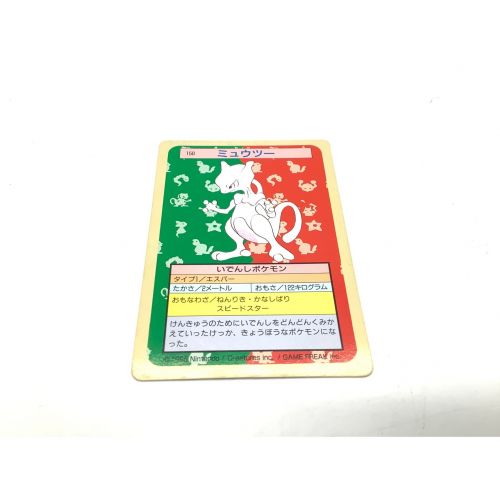 150
ミュウツー
いでんしポケモン
タイプ1/エスパー
たかさ/2メートル おもさ/122キログラム
おもなわざ/ねんりき・かなしばり
スピードスター
けんきゅうのためにいでんしをどんどんくみか
えていったけっか、きょうぼうなポケモンにな
った。
©1995 Nintendo / Creatures inc. / GAME FREAK inc.